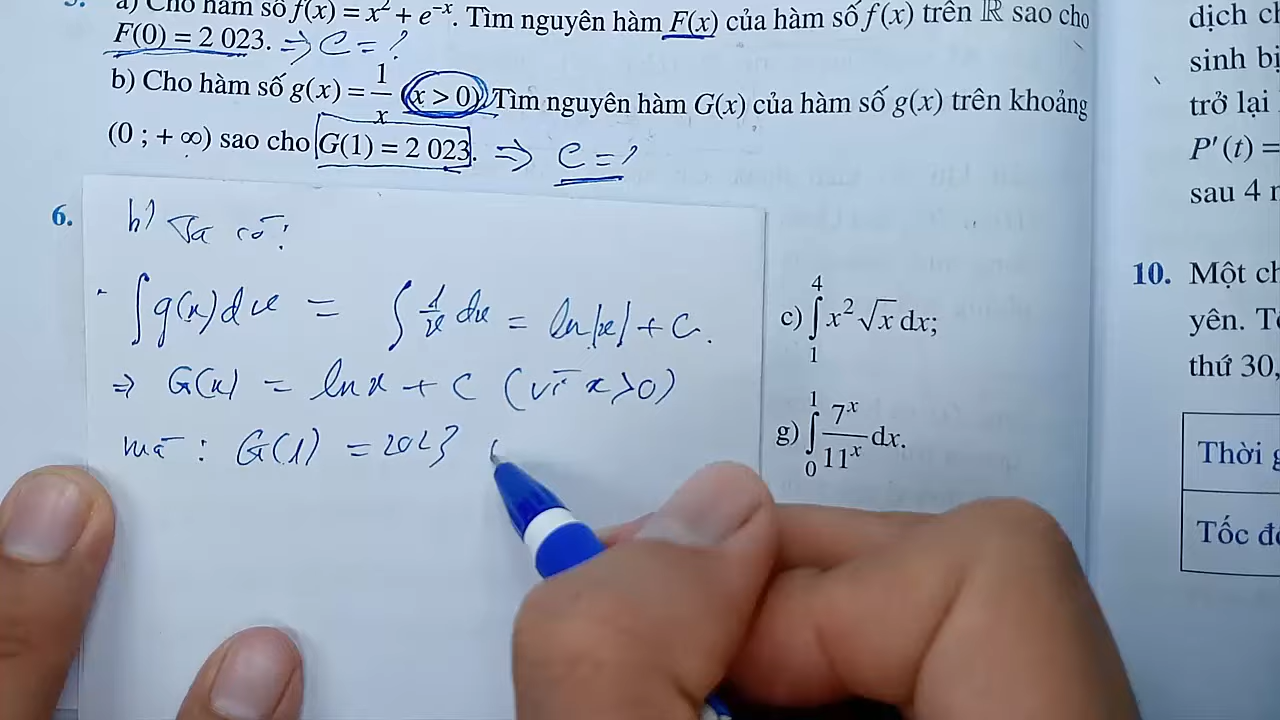 a) Cho hàm số f(x) = x² + e⁻ˣ. Tìm nguyên hàm F(x) của hàm số f(x) trên ℝ sao cho
F(0) = 2 023. ⇒ C = ?
b) Cho hàm số g(x) = 1/x (x > 0). Tìm nguyên hàm G(x) của hàm số g(x) trên khoảng
(0 ; + ∞) sao cho G(1) = 2 023. ⇒ C = ?
6.
b) Ta có:
∫g(x)dx = ∫ 1/x dx = ln|x| + C.
⇒ G(x) = lnx + C (vì x>0)
mà : G(1) = 2023 (
c) ∫₁⁴ x²√x dx;
g) ∫₀¹ 7ˣ/11ˣ dx.
sinh
trở lại
P'(t) =
sau 4
10. Một
yên.
thứ 30,
Thời
Tốc